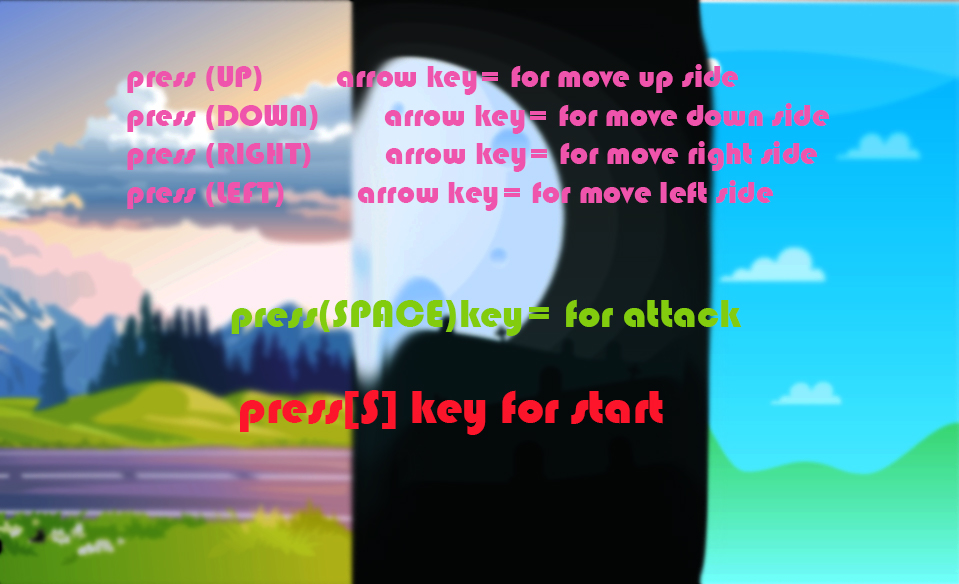 press (UP) arrow key= for move up side
press (DOWN) arrow key= for move down side
press (RIGHT) arrow key= for move right side
press (LEFT) arrow key= for move left side
press(SPACE)key= for attack
press[S] key for start